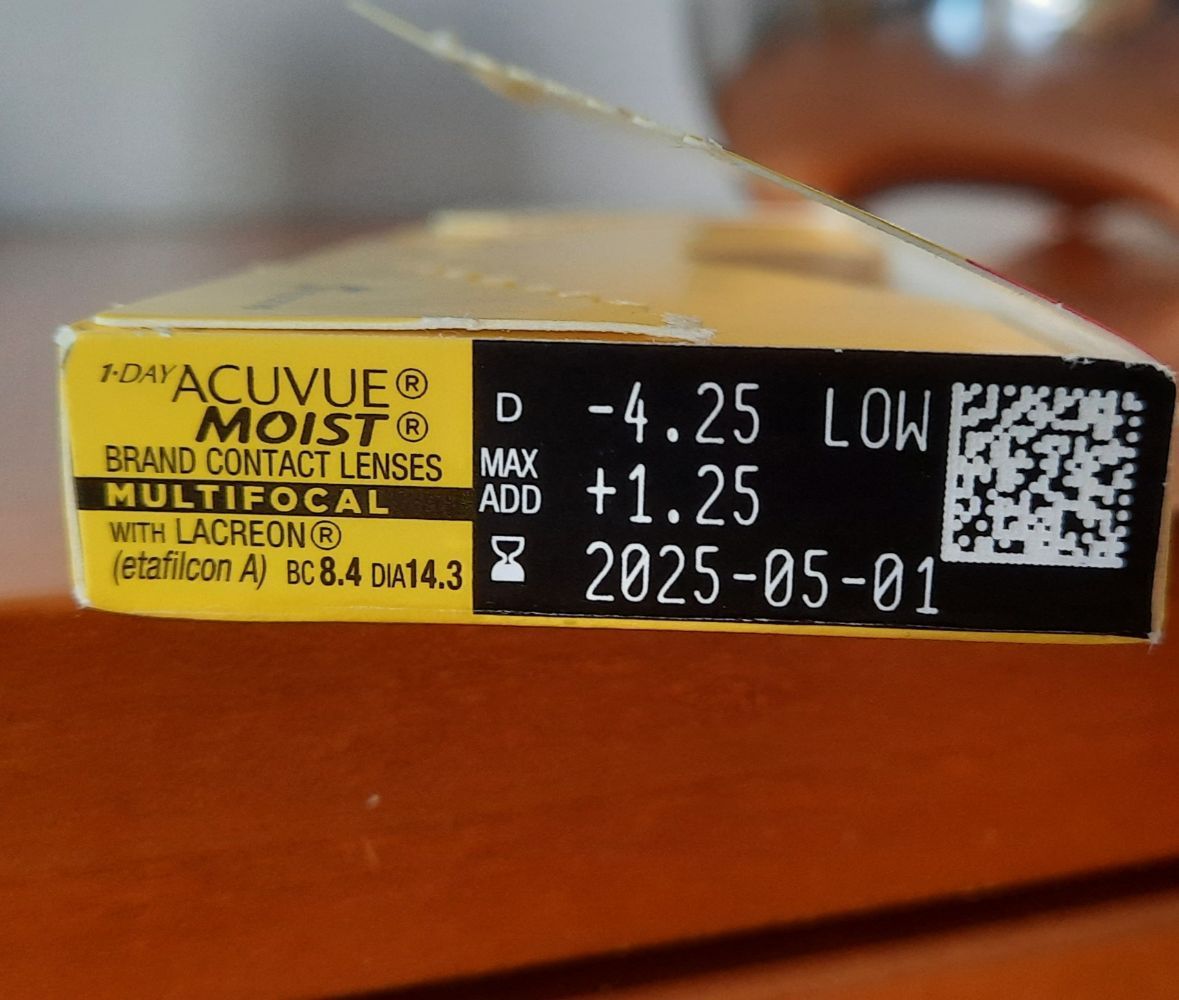 1·DAY ACUVUE®
MOIST®
BRAND CONTACT LENSES
MULTIFOCAL
WITH LACREON®
(etafilcon A) BC 8.4 DIA 14.3
D -4.25 LOW
MAX ADD +1.25
2025-05-01